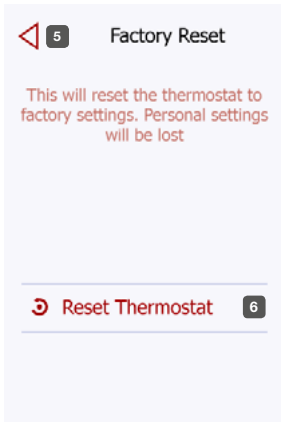 5 Factory Reset
This will reset the thermostat to
factory settings. Personal settings
will be lost
Reset Thermostat 6